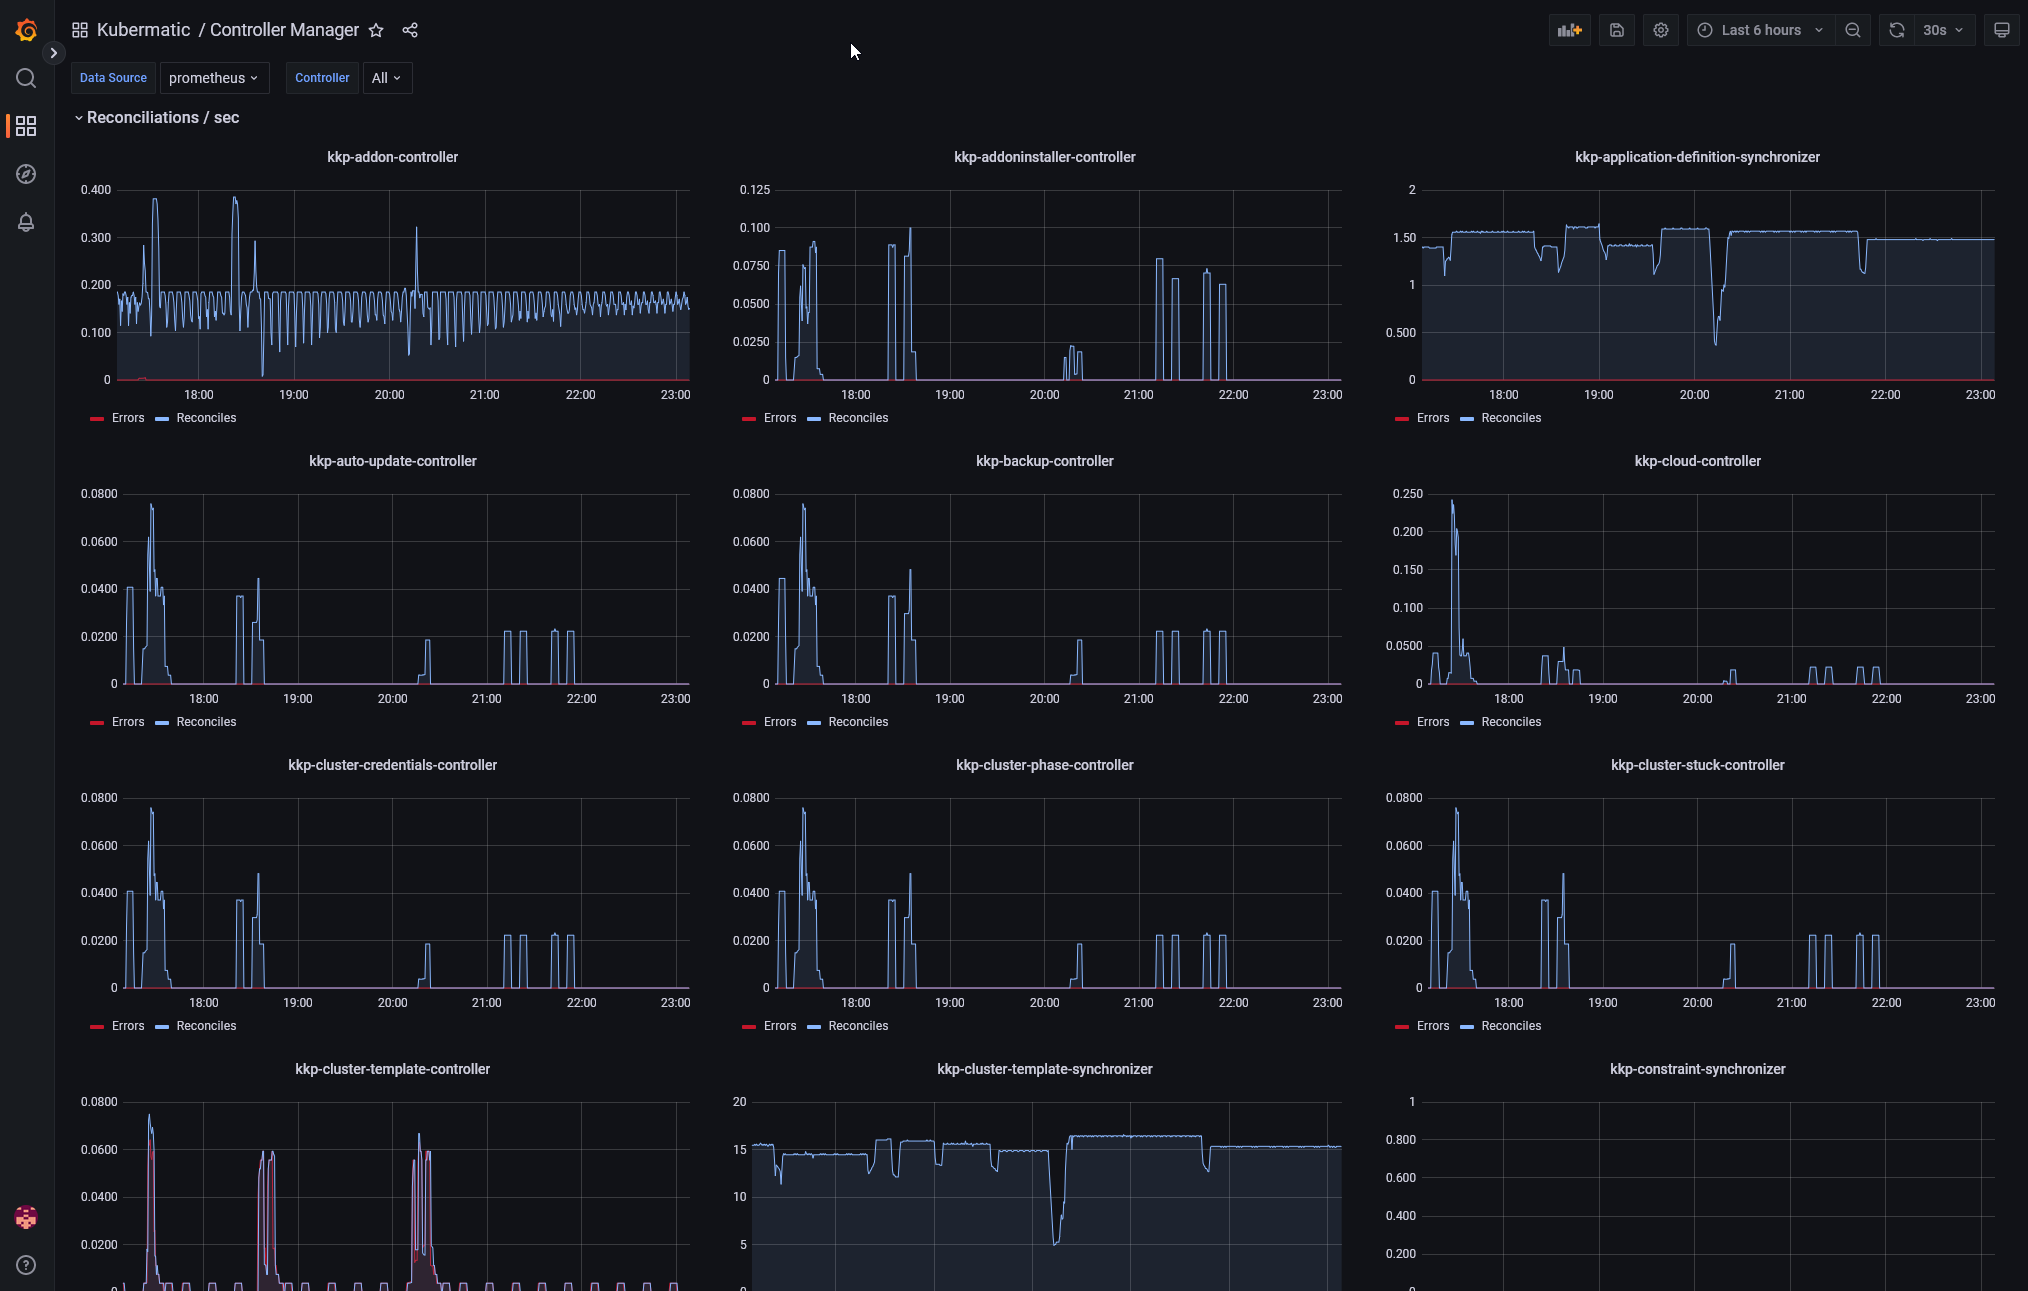 Kubermatic / Controller Manager
Last 6 hours
30s
Data Source prometheus Controller All
Reconciliations / sec
kkp-addon-controller
0.400
0.300
0.200
0.100
0
18:00 19:00 20:00 21:00 22:00 23:00
Errors Reconciles
kkp-addoninstaller-controller
0.125
0.100
0.0750
0.0500
0.0250
0
18:00 19:00 20:00 21:00 22:00 23:00
Errors Reconciles
kkp-application-definition-synchronizer
2
1.50
1
0.500
0
18:00 19:00 20:00 21:00 22:00 23:00
Errors Reconciles
kkp-auto-update-controller
0.0800
0.0600
0.0400
0.0200
0
18:00 19:00 20:00 21:00 22:00 23:00
Errors Reconciles
kkp-backup-controller
0.0800
0.0600
0.0400
0.0200
0
18:00 19:00 20:00 21:00 22:00 23:00
Errors Reconciles
kkp-cloud-controller
0.250
0.200
0.150
0.100
0.0500
0
18:00 19:00 20:00 21:00 22:00 23:00
Errors Reconciles
kkp-cluster-credentials-controller
0.0800
0.0600
0.0400
0.0200
0
18:00 19:00 20:00 21:00 22:00 23:00
Errors Reconciles
kkp-cluster-phase-controller
0.0800
0.0600
0.0400
0.0200
0
18:00 19:00 20:00 21:00 22:00 23:00
Errors Reconciles
kkp-cluster-stuck-controller
0.0800
0.0600
0.0400
0.0200
0
18:00 19:00 20:00 21:00 22:00 23:00
Errors Reconciles
kkp-cluster-template-controller
0.0800
0.0600
0.0400
0.0200
0
kkp-cluster-template-synchronizer
20
15
10
5
0
kkp-constraint-synchronizer
1
0.800
0.600
0.400
0.200
0